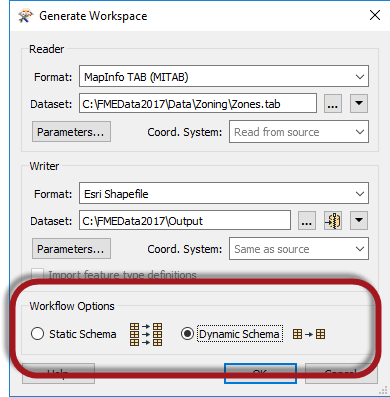 Generate Workspace
Reader
Format: MapInfo TAB (MITAB)
Dataset: C:\FMEData2017\Data\Zoning\Zones.tab ...
Parameters... Coord. System: Read from source
Writer
Format: Esri Shapefile
Dataset: C:\FMEData2017\Output ...
Parameters... Coord. System: Same as source
Import feature type definitions
Workflow Options
Static Schema Dynamic Schema
Help OK Cancel